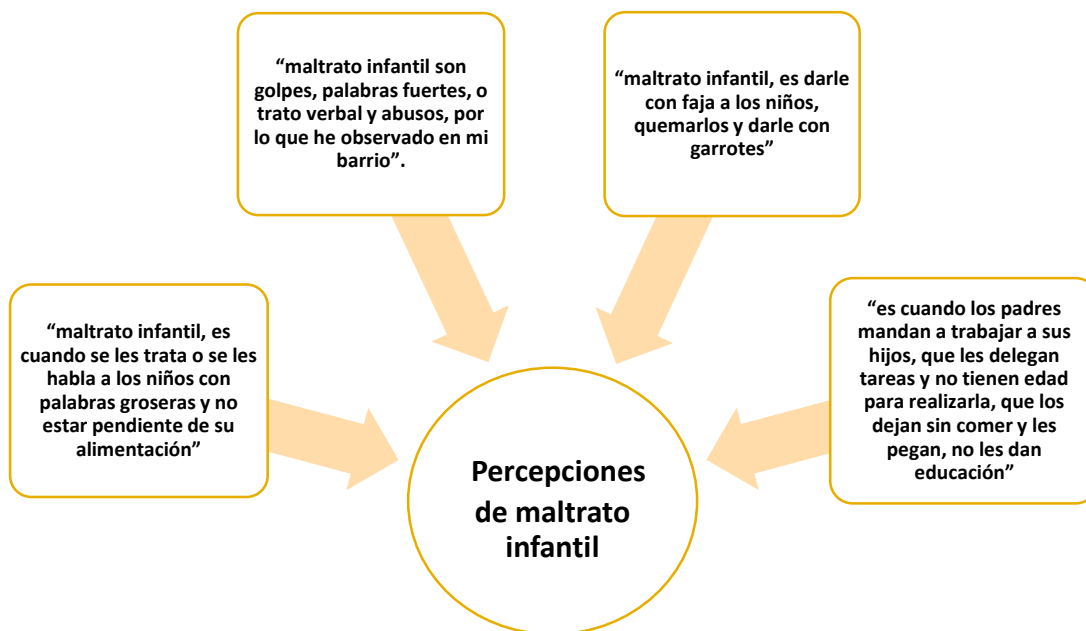 “maltrato infantil son
golpes, palabras fuertes, o
trato verbal y abusos, por
lo que he observado en mi
barrio”.
“maltrato infantil, es darle
con faja a los niños,
quemarlos y darle con
garrotes”
“maltrato infantil, es
cuando se les trata o se les
habla a los niños con
palabras groseras y no
estar pendiente de su
alimentación”
“es cuando los padres
mandan a trabajar a sus
hijos, que les delegan
tareas y no tienen edad
para realizarla, que los
dejan sin comer y les
pegan, no les dan
educación”
Percepciones
de maltrato
infantil